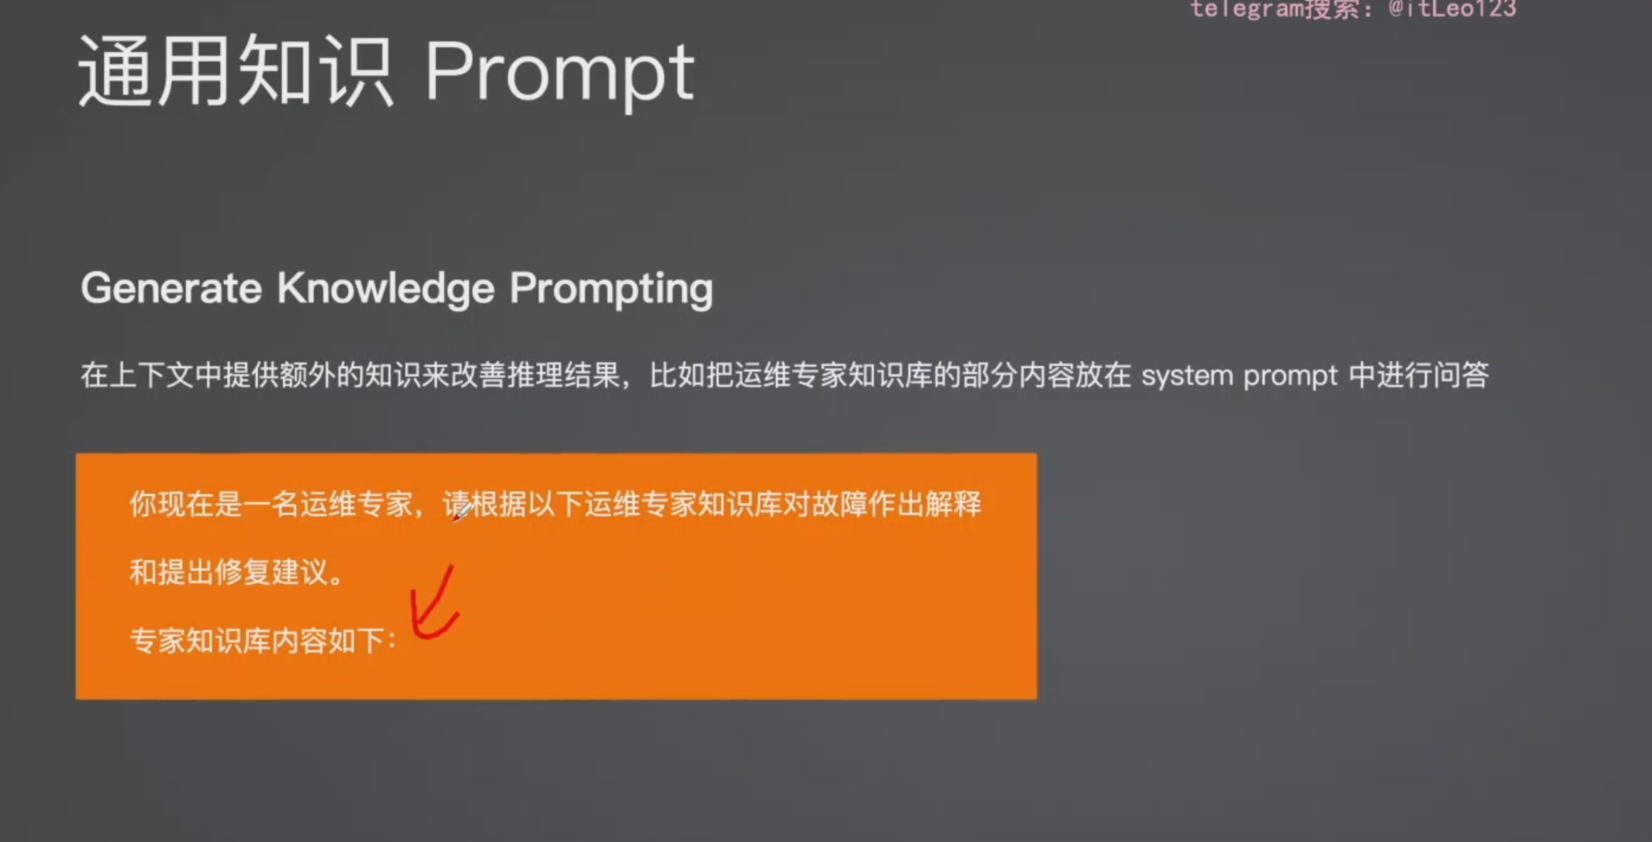 telegram搜索：@itLeo123
通用知识 Prompt
Generate Knowledge Prompting
在上下文中提供额外的知识来改善推理结果，比如把运维专家知识库的部分内容放在 system prompt 中进行问答
你现在是一名运维专家，请根据以下运维专家知识库对故障作出解释
和提出修复建议。
专家知识库内容如下：